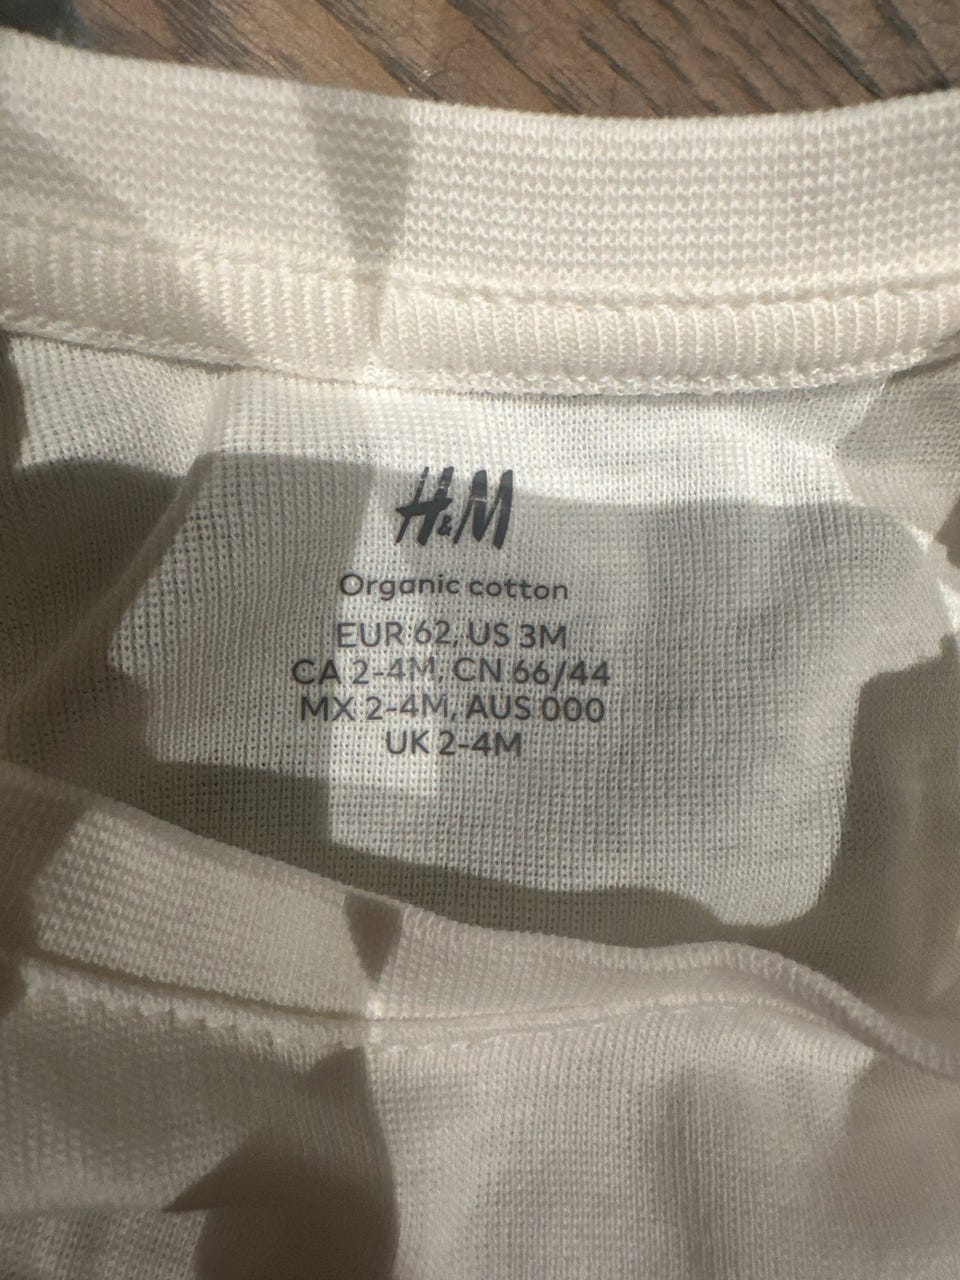 H&M
Organic cotton
EUR 62, US 3M
CA 2-4M, CN 66/44
MX 2-4M, AUS 000
UK 2-4M